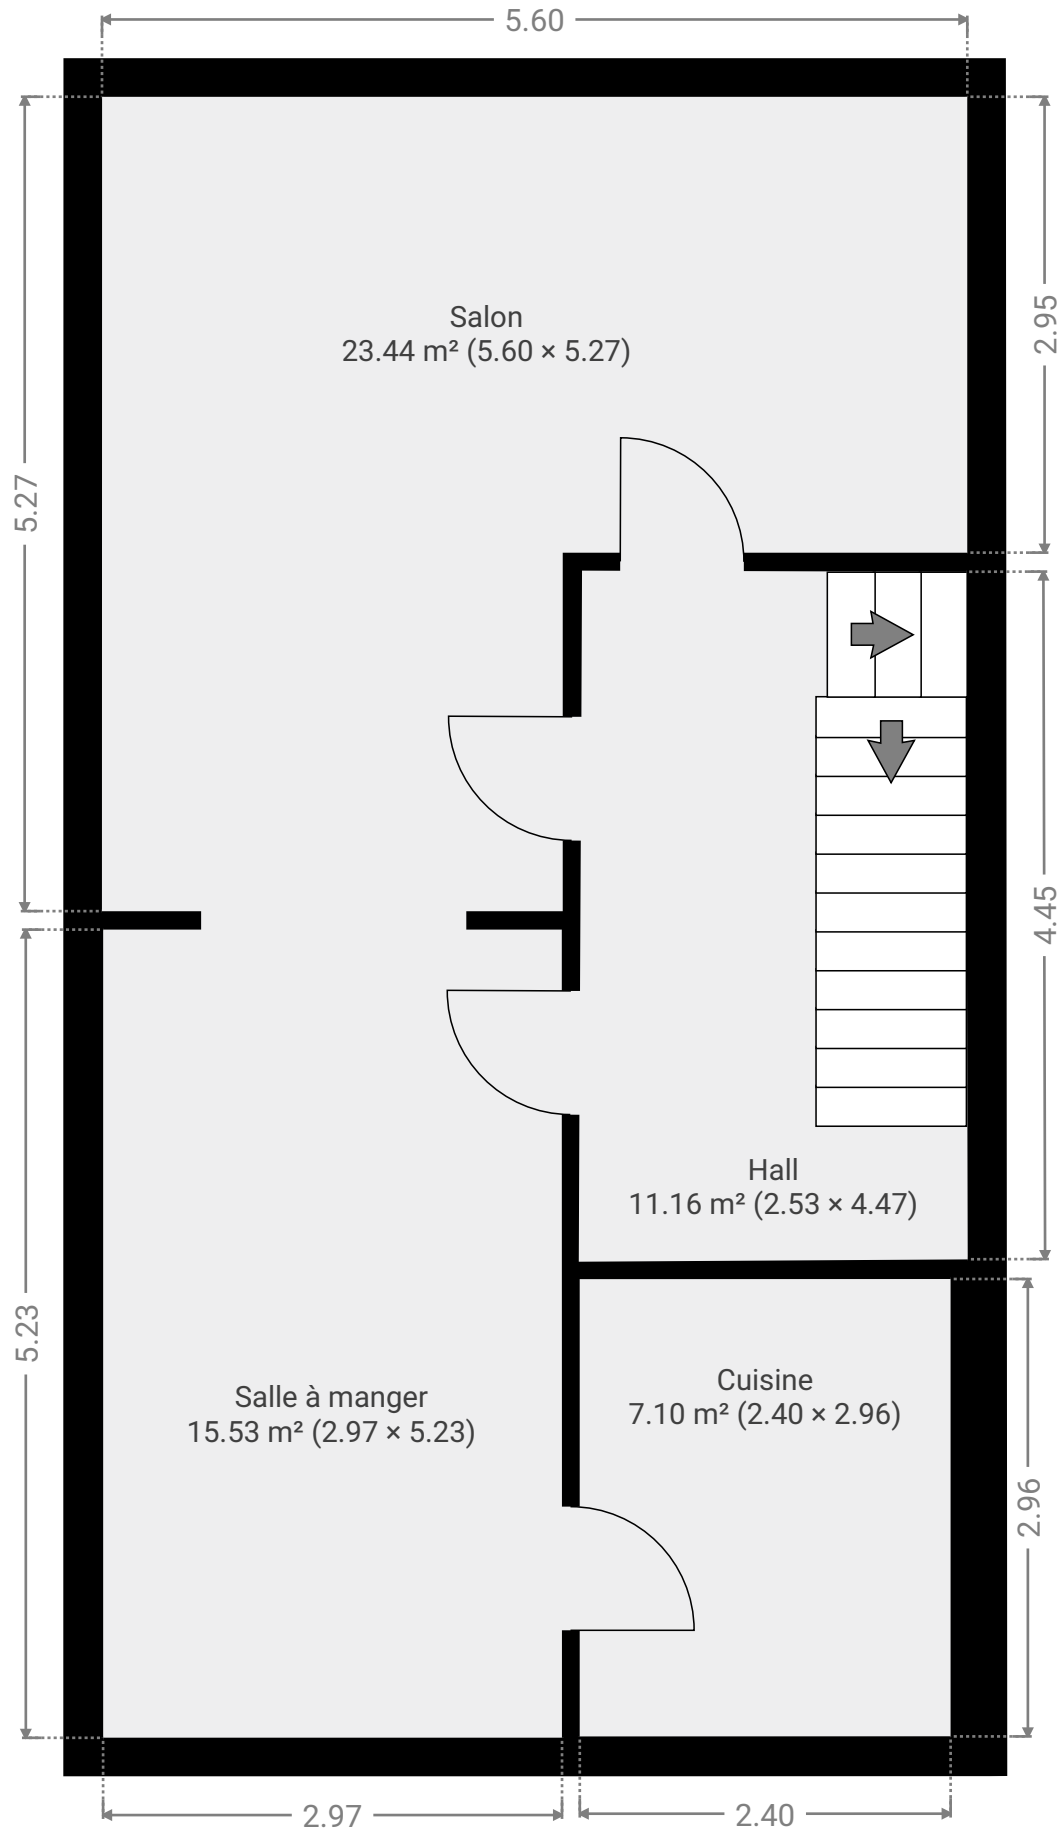 5.60
2.95
Salon
23.44 m² (5.60 × 5.27)
5.27
4.45
Hall
11.16 m² (2.53 × 4.47)
5.23
Salle à manger
15.53 m² (2.97 × 5.23)
Cuisine
7.10 m² (2.40 × 2.96)
2.96
2.97
2.40